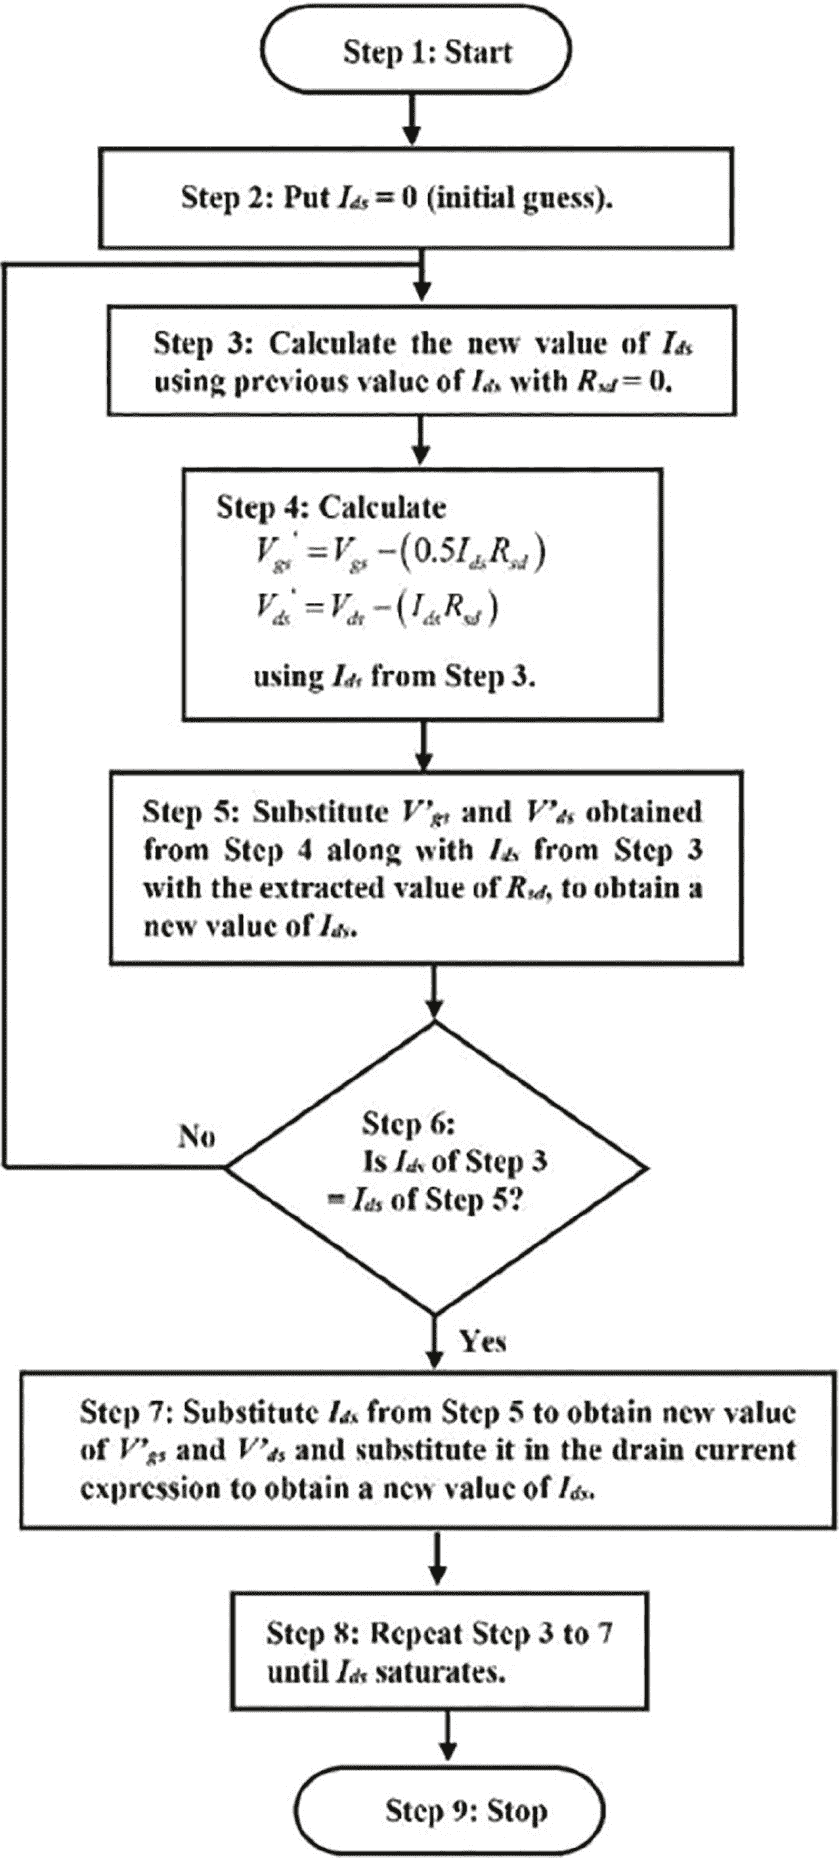 Step 1: Start
Step 2: Put Ids = 0 (initial guess).
Step 3: Calculate the new value of Ids
using previous value of Ids with Rsd = 0.
Step 4: Calculate
Vgs' = Vgs − (0.5IdsRsd)
Vds' = Vds − (IdsRsd)
using Ids from Step 3.
Step 5: Substitute V'gs and V'ds obtained
from Step 4 along with Ids from Step 3
with the extracted value of Rsd, to obtain a
new value of Ids.
Step 6:
Is Ids of Step 3
= Ids of Step 5?
No
Yes
Step 7: Substitute Ids from Step 5 to obtain new value
of V'gs and V'ds and substitute it in the drain current
expression to obtain a new value of Ids.
Step 8: Repeat Step 3 to 7
until Ids saturates.
Step 9: Stop